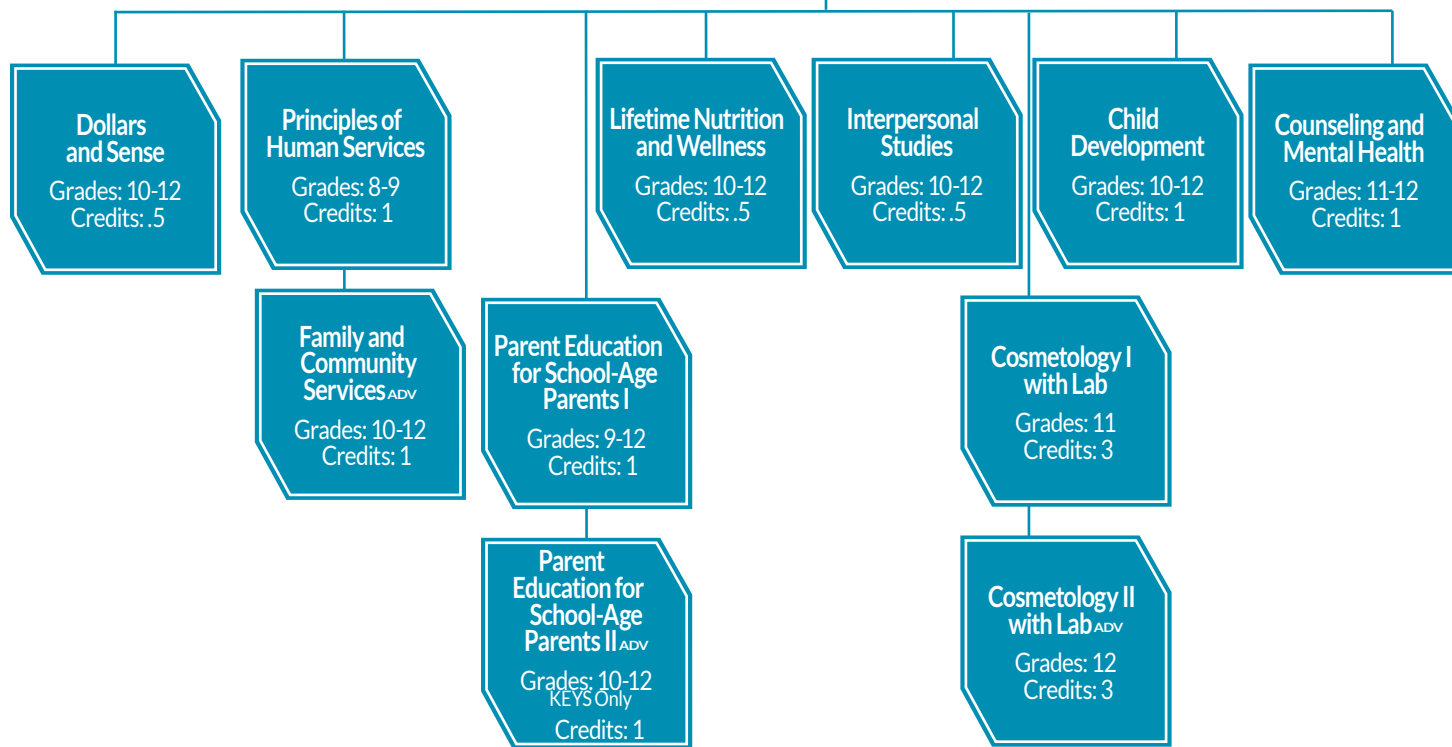 Dollars
and Sense
Grades: 10-12
Credits: .5
Principles of
Human Services
Grades: 8-9
Credits: 1
Lifetime Nutrition
and Wellness
Grades: 10-12
Credits: .5
Interpersonal
Studies
Grades: 10-12
Credits: .5
Child
Development
Grades: 10-12
Credits: 1
Counseling and
Mental Health
Grades: 11-12
Credits: 1
Family and
Community
Services ADV
Grades: 10-12
Credits: 1
Parent Education
for School-Age
Parents I
Grades: 9-12
Credits: 1
Cosmetology I
with Lab
Grades: 11
Credits: 3
Parent
Education for
School-Age
Parents II ADV
Grades: 10-12
KEYS Only
Credits: 1
Cosmetology II
with Lab ADV
Grades: 12
Credits: 3